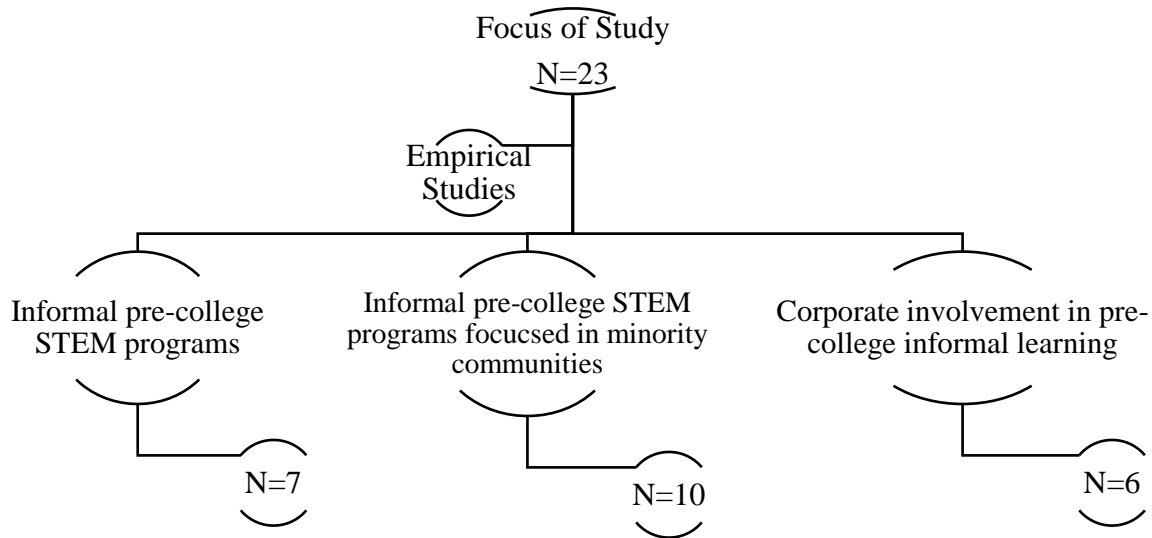 Focus of Study
N=23
Empirical
Studies
Informal pre-college
STEM programs
N=7
Informal pre-college STEM
programs focucsed in minority
communities
N=10
Corporate involvement in pre-
college informal learning
N=6